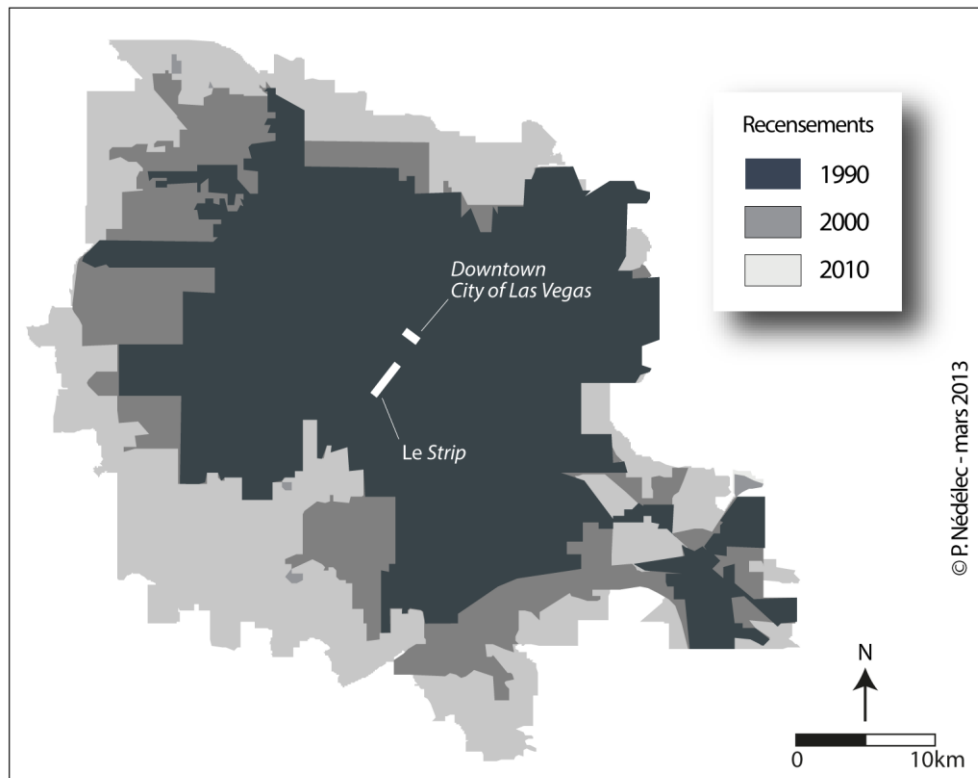 Recensements
1990
2000
2010
Downtown
City of Las Vegas
Le Strip
© P. Nédélec - mars 2013
N
0 10km